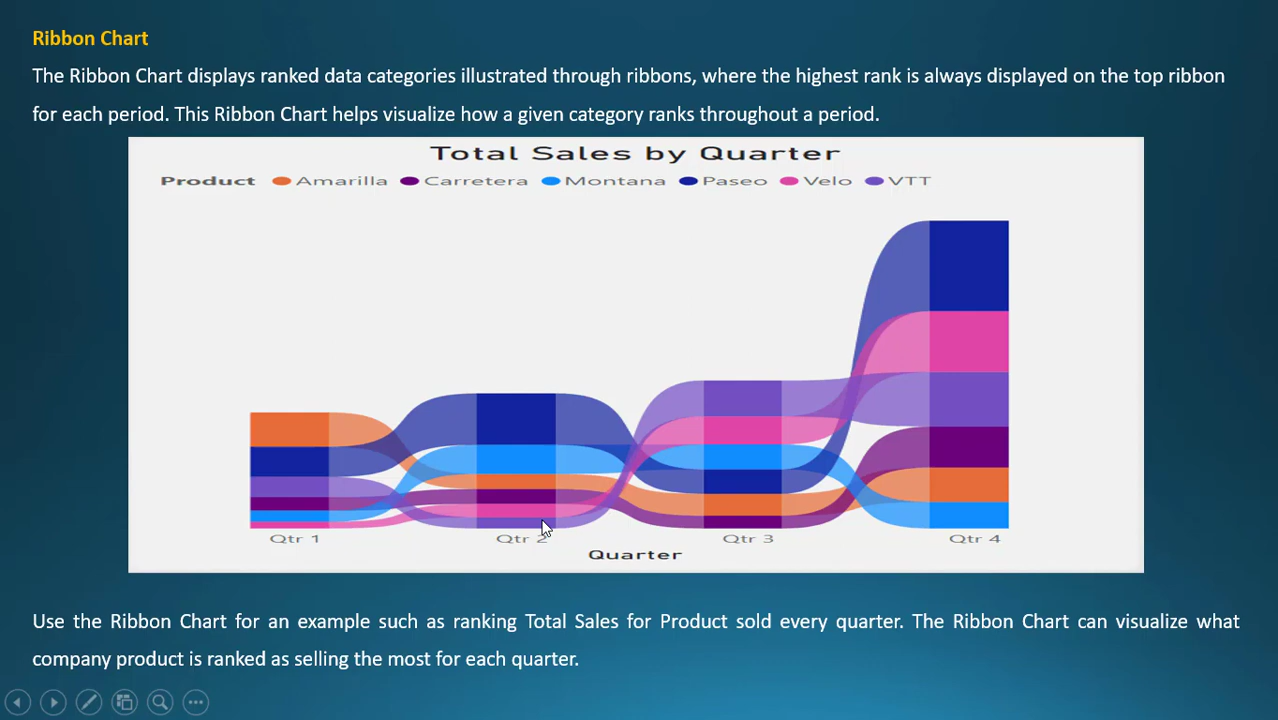 Ribbon Chart
The Ribbon Chart displays ranked data categories illustrated through ribbons, where the highest rank is always displayed on the top ribbon
for each period. This Ribbon Chart helps visualize how a given category ranks throughout a period.
Total Sales by Quarter
Product Amarilla Carretera Montana Paseo Velo VTT
Qtr 1 Qtr 2 Qtr 3 Qtr 4
Quarter
Use the Ribbon Chart for an example such as ranking Total Sales for Product sold every quarter. The Ribbon Chart can visualize what
company product is ranked as selling the most for each quarter.